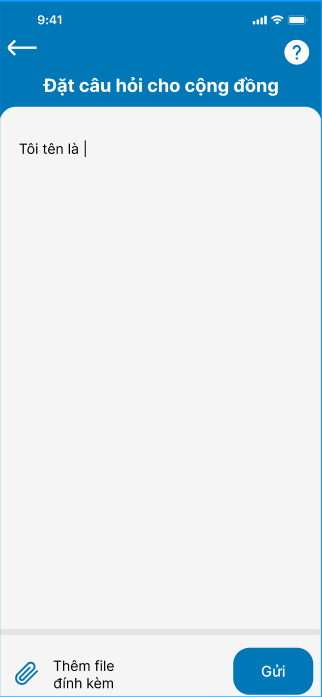 9:41
?
Đặt câu hỏi cho cộng đồng
Tôi tên là
Thêm file
đính kèm
Gửi